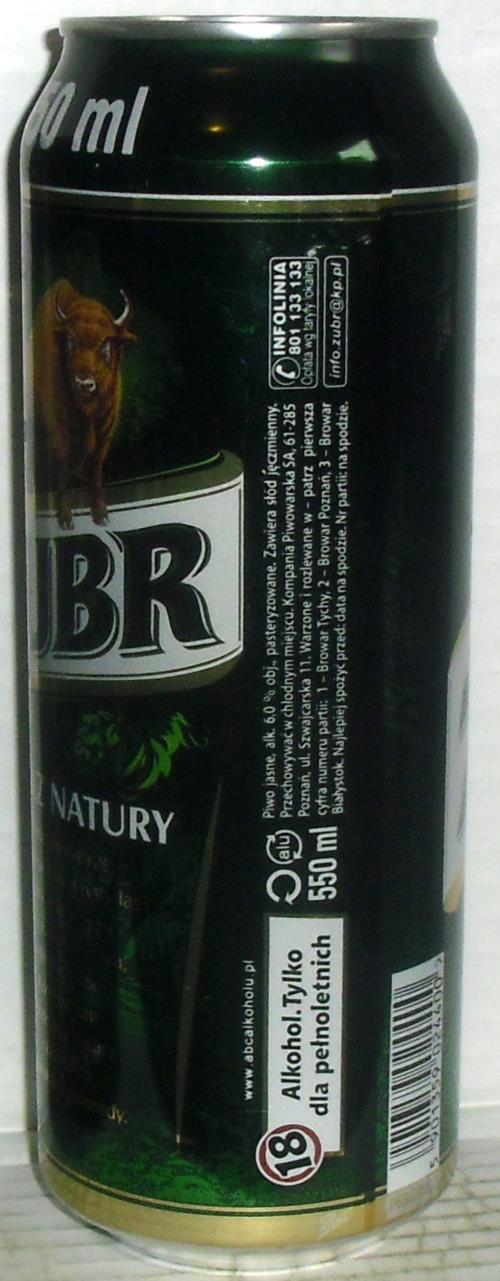 ml
UBR
Z NATURY
INFOLINIA
801 133 133
Opłata wg taryfy lokalnej
info.zubr@kp.pl
Piwo jasne, alk. 6,0 % obj., pasteryzowane. Zawiera słód jęczmienny.
Przechowywać w chłodnym miejscu. Kompania Piwowarska SA, 61-285
Poznań, ul. Szwajcarska 11. Warzone i rozlewane w – patrz pierwsza
cyfra numeru partii: 1 – Browar Tychy, 2 – Browar Poznań, 3 – Browar
Białystok. Najlepiej spożyć przed: data na spodzie. Nr partii: na spodzie.
alu
550 ml
www.abcalkoholu.pl
18
Alkohol. Tylko
dla pełnoletnich